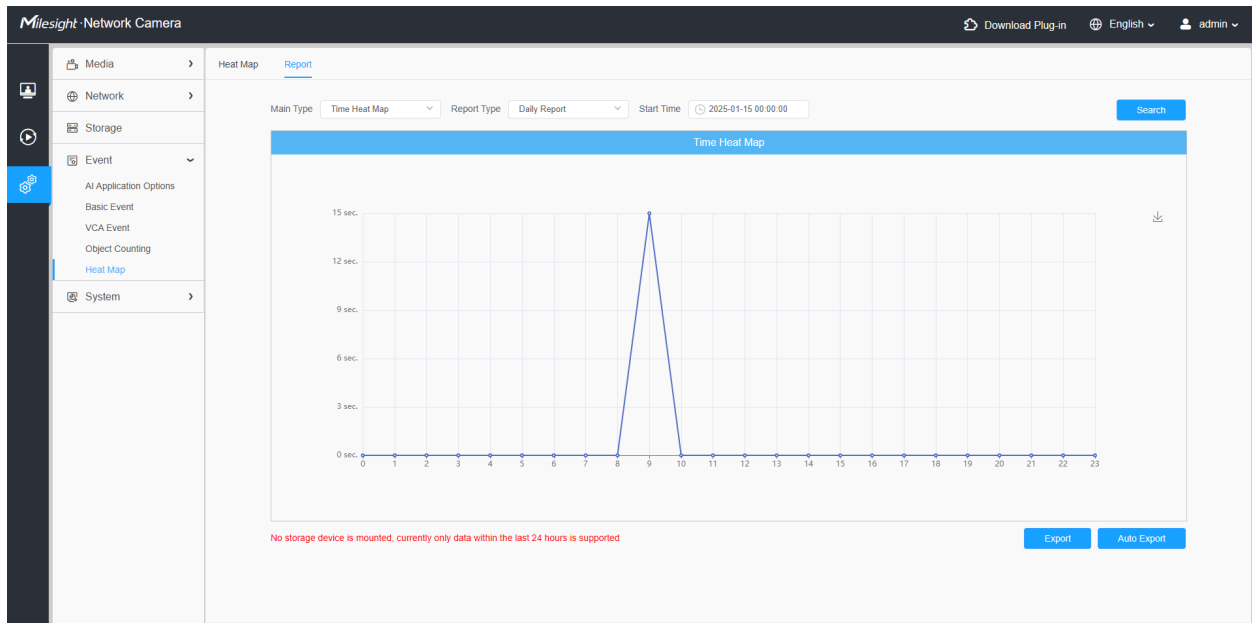 Milesight · Network Camera
Download Plug-in
English
admin
Media
Network
Storage
Event
AI Application Options
Basic Event
VCA Event
Object Counting
Heat Map
System
Heat Map Report
Main Type Time Heat Map Report Type Daily Report Start Time 2025-01-15 00:00:00 Search
Time Heat Map
15 sec.
12 sec.
9 sec.
6 sec.
3 sec.
0 sec.
0 1 2 3 4 5 6 7 8 9 10 11 12 13 14 15 16 17 18 19 20 21 22 23
No storage device is mounted, currently only data within the last 24 hours is supported
Export Auto Export